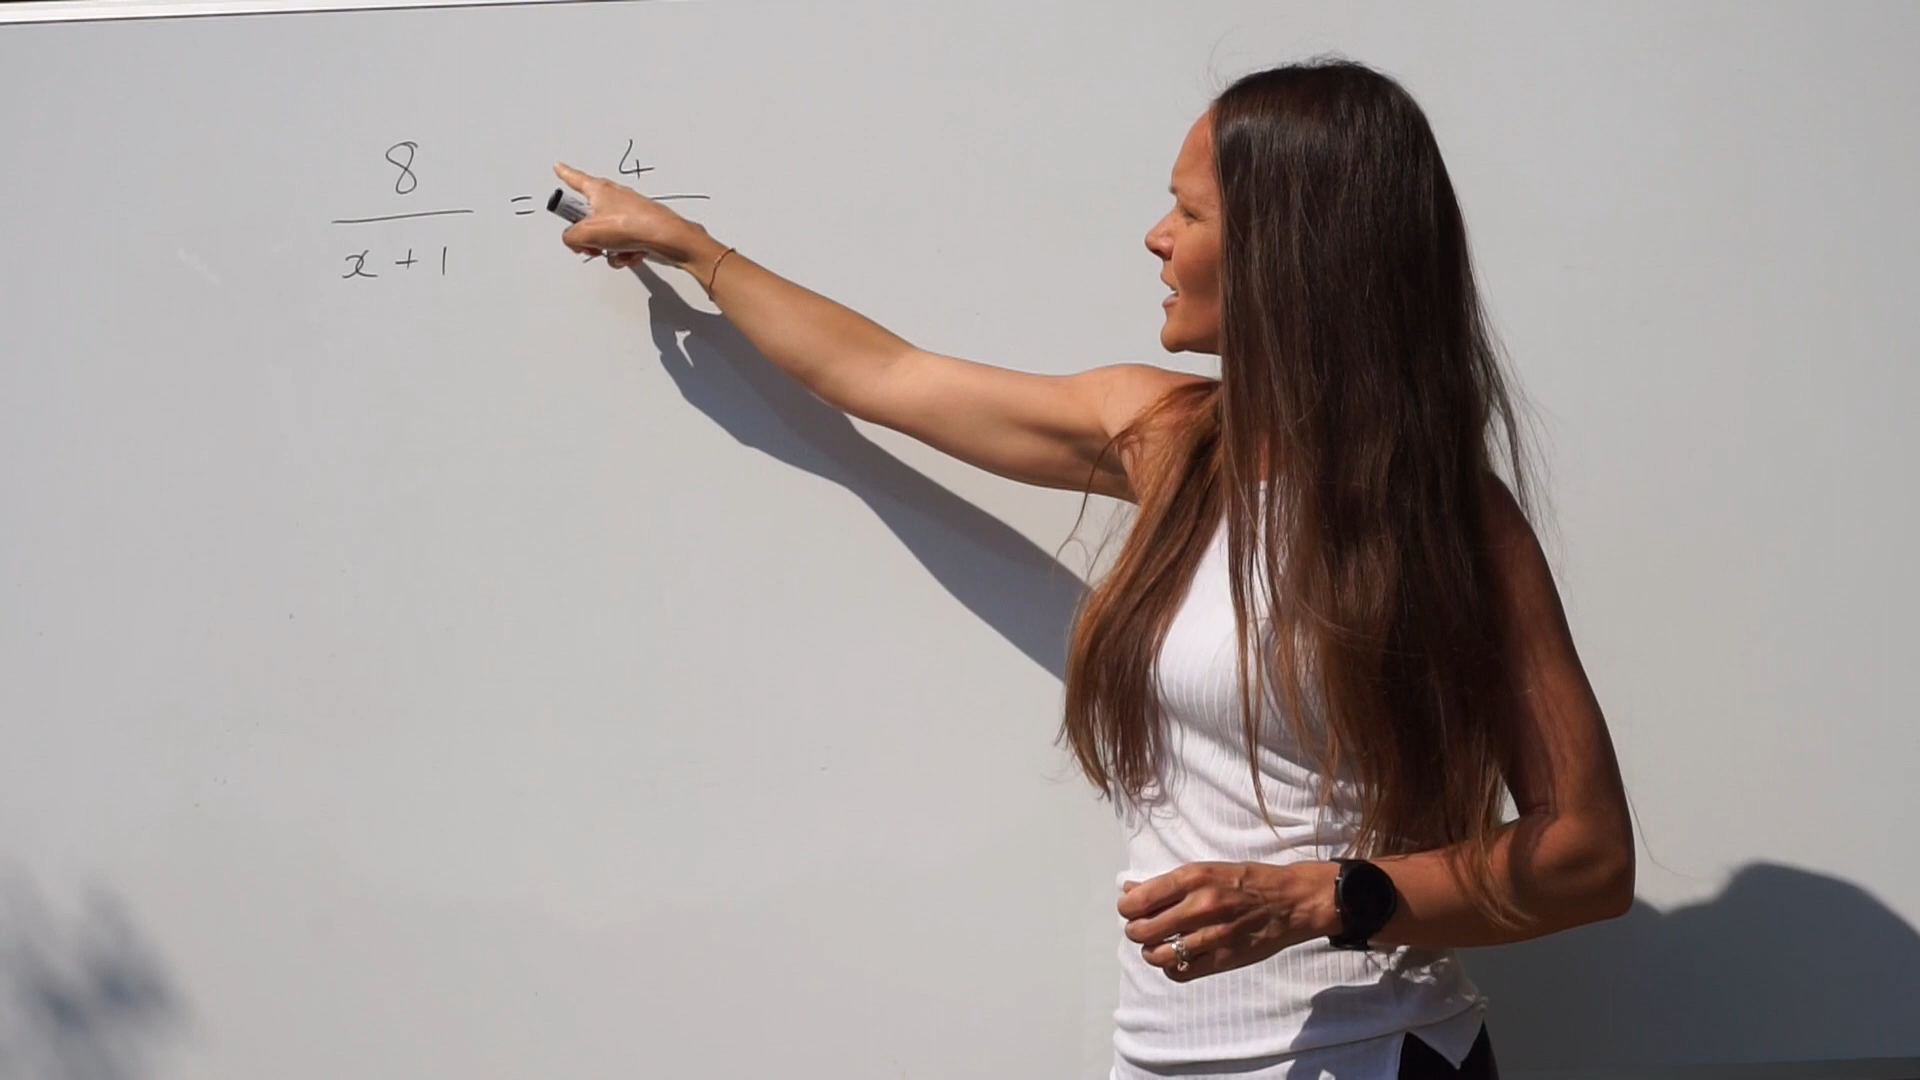 8 = 4
x + 1